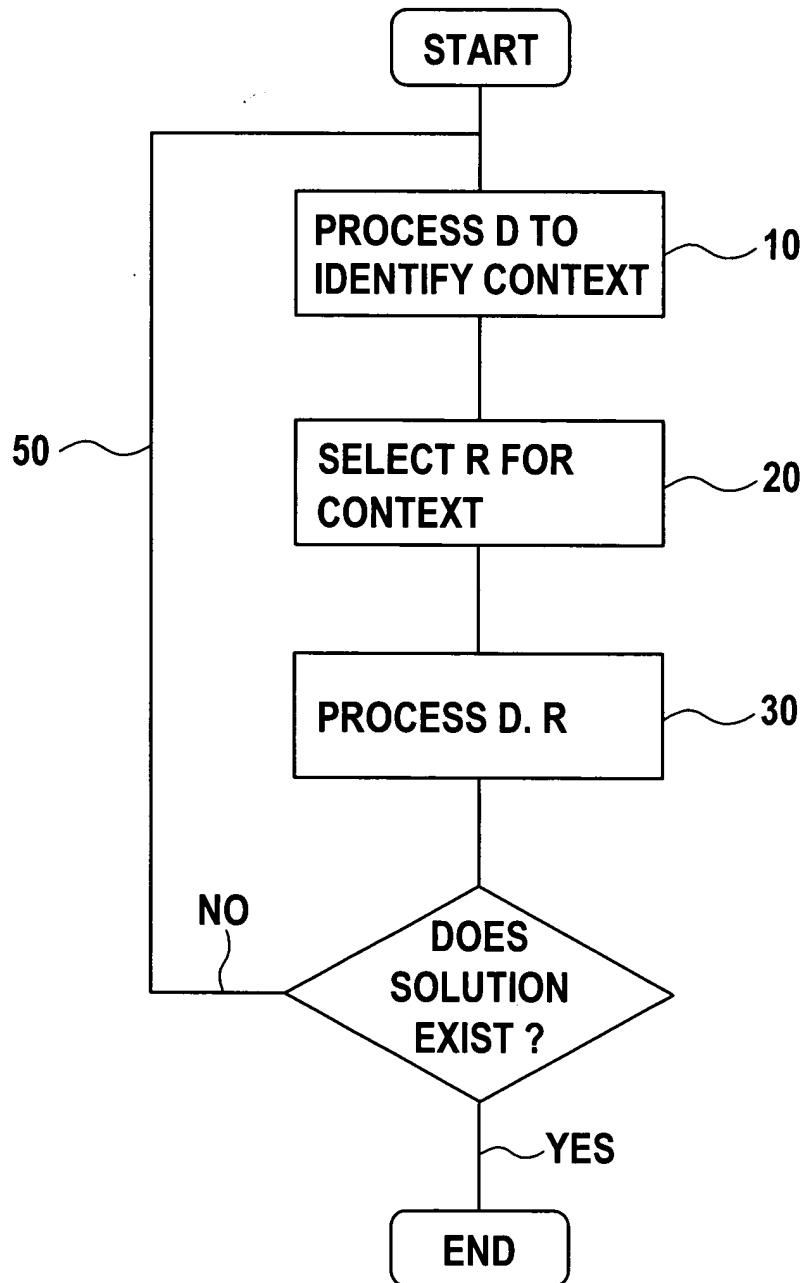 START
PROCESS D TO
IDENTIFY CONTEXT
10
50
SELECT R FOR
CONTEXT
20
PROCESS D. R
30
NO
DOES
SOLUTION
EXIST ?
YES
END